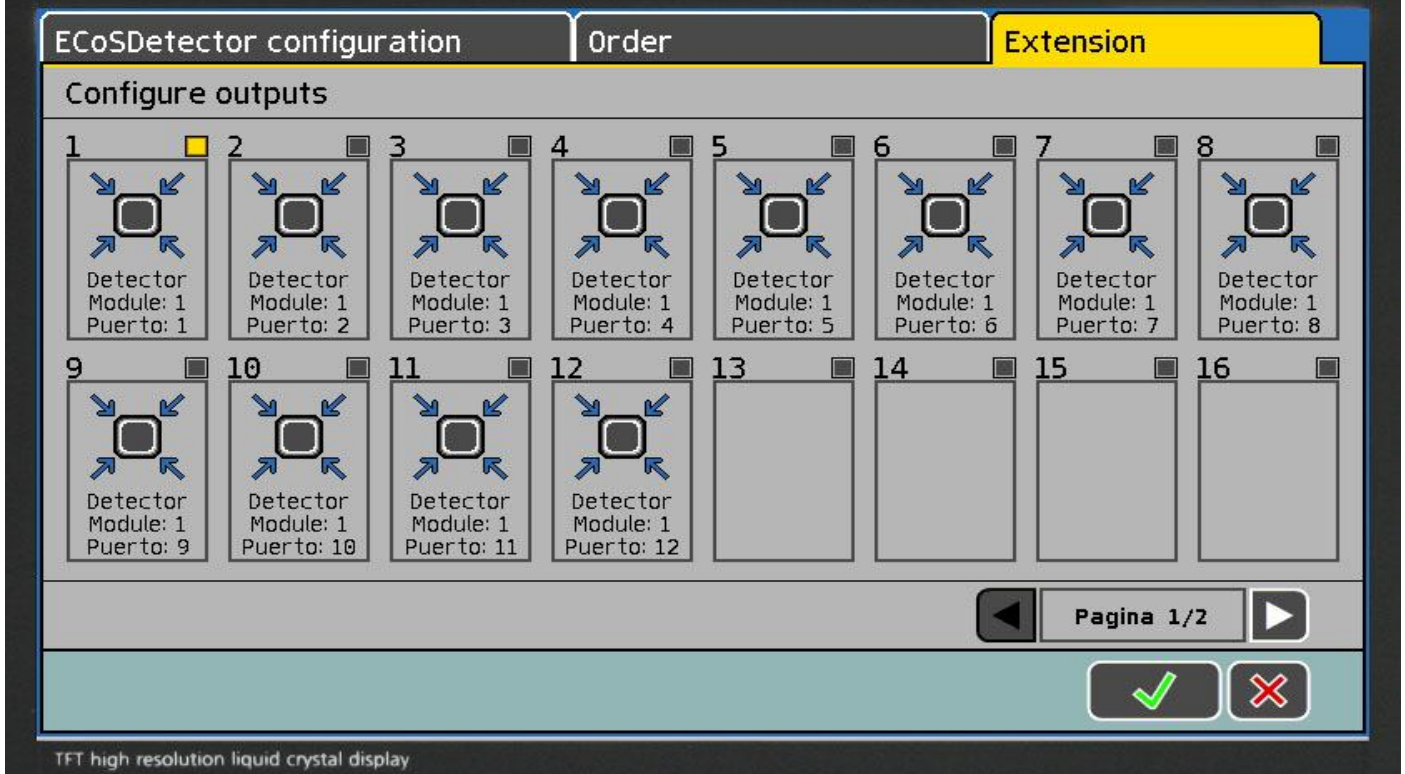 ECoSDetector configuration Order Extension
Configure outputs
1 2 3 4 5 6 7 8
Detector Detector Detector Detector Detector Detector Detector Detector
Module: 1 Module: 1 Module: 1 Module: 1 Module: 1 Module: 1 Module: 1 Module: 1
Puerto: 1 Puerto: 2 Puerto: 3 Puerto: 4 Puerto: 5 Puerto: 6 Puerto: 7 Puerto: 8
9 10 11 12 13 14 15 16
Detector Detector Detector Detector
Module: 1 Module: 1 Module: 1 Module: 1
Puerto: 9 Puerto: 10 Puerto: 11 Puerto: 12
Pagina 1/2
TFT high resolution liquid crystal display